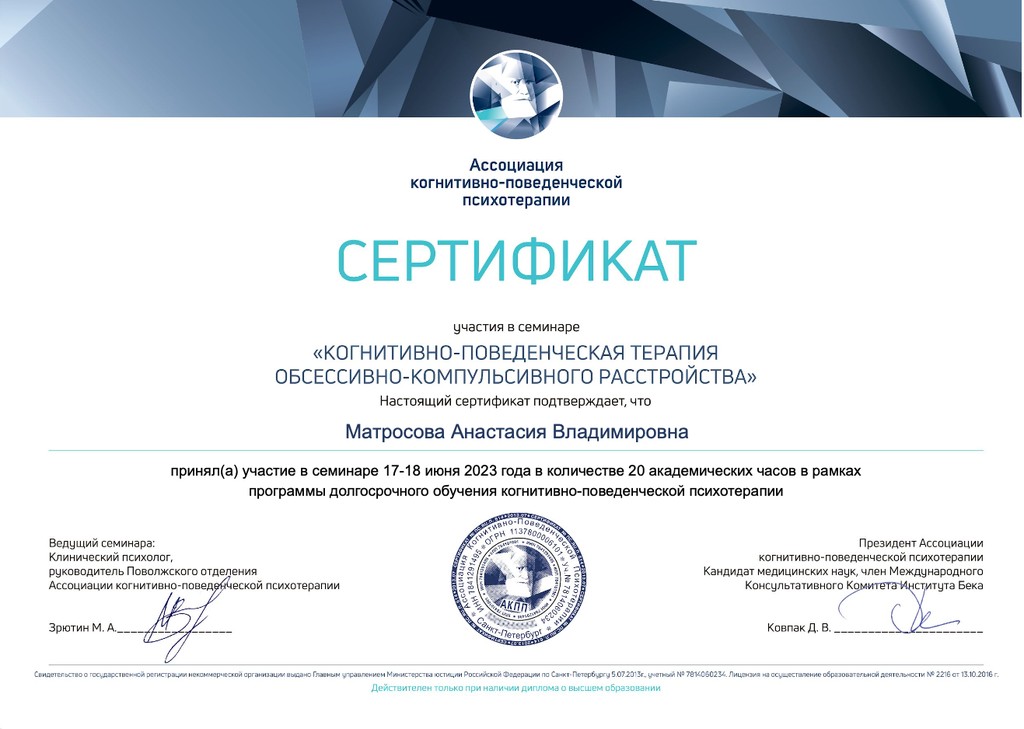 Ассоциация
когнитивно-поведенческой
психотерапии
СЕРТИФИКАТ
участия в семинаре
«КОГНИТИВНО-ПОВЕДЕНЧЕСКАЯ ТЕРАПИЯ
ОБСЕССИВНО-КОМПУЛЬСИВНОГО РАССТРОЙСТВА»
Настоящий сертификат подтверждает, что
Матросова Анастасия Владимировна
принял(а) участие в семинаре 17-18 июня 2023 года в количестве 20 академических часов в рамках
программы долгосрочного обучения когнитивно-поведенческой психотерапии
Ведущий семинара:
Клинический психолог,
руководитель Поволжского отделения
Ассоциации когнитивно-поведенческой психотерапии
Зрютин М. А.
Ассоциация Когнитивно-Поведенческой Психотерапии
ИНН 7841291495 ОГРН 1137800006101 Уч.№ 7814060234
АКПП
Санкт-Петербург
Президент Ассоциации
когнитивно-поведенческой психотерапии
Кандидат медицинских наук, член Международного
Консультативного Комитета Института Бека
Ковпак Д. В.
Свидетельство о государственной регистрации некоммерческой организации выдано Главным управлением Министерства юстиции Российской Федерации по Санкт-Петербургу 5.07.2013г., учетный № 7814060234. Лицензия на осуществление образовательной деятельности № 2216 от 13.10.2016 г.
Действителен только при наличии диплома о высшем образовании